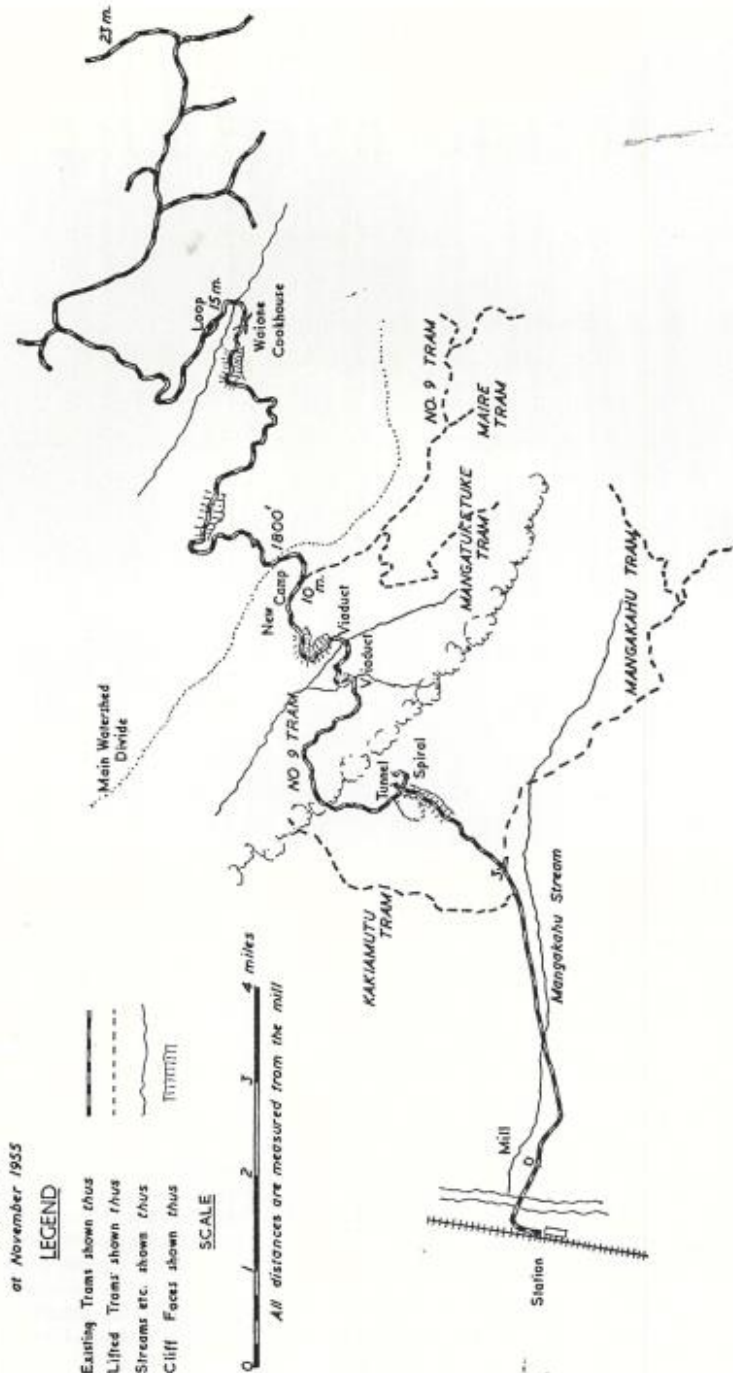 at November 1955
LEGEND
Existing Trams shown thus
Lifted Trams shown thus
Streams etc. shown thus
Cliff Faces shown thus
SCALE
0 1 2 3 4 miles
All distances are measured from the mill
Station
Mill
0
Mangakahu Stream
3
KAKIAMUTU
TRAM
MANGAKAHU TRAM
Tunnel
Spiral
NO 9 TRAM
Viaduct
Viaduct
New
Camp
10
m.
1800'
Main Watershed
Divide
MANGATUKETUKE
TRAM
NO. 9 TRAM
MAIRE
TRAM
Loop
15 m.
Waione
Cookhouse
23 m.